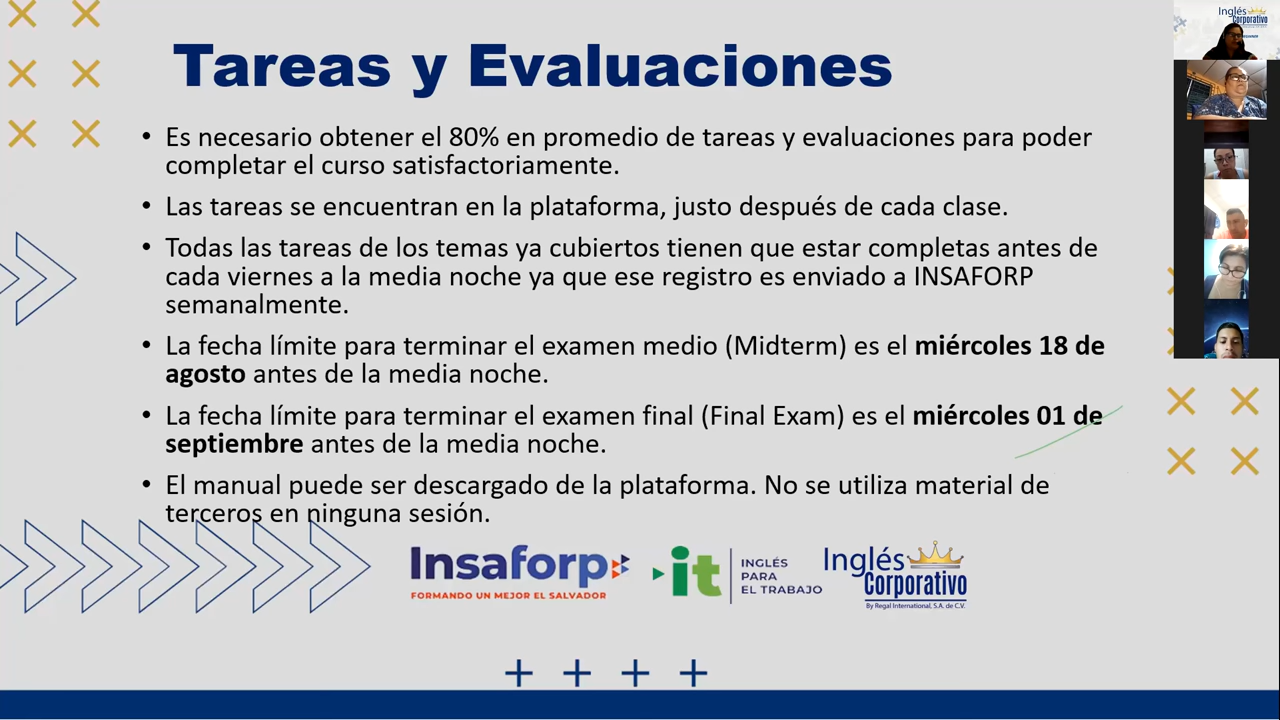 Tareas y Evaluaciones
• Es necesario obtener el 80% en promedio de tareas y evaluaciones para poder
completar el curso satisfactoriamente.
• Las tareas se encuentran en la plataforma, justo después de cada clase.
• Todas las tareas de los temas ya cubiertos tienen que estar completas antes de
cada viernes a la media noche ya que ese registro es enviado a INSAFORP
semanalmente.
• La fecha límite para terminar el examen medio (Midterm) es el miércoles 18 de
agosto antes de la media noche.
• La fecha límite para terminar el examen final (Final Exam) es el miércoles 01 de
septiembre antes de la media noche.
• El manual puede ser descargado de la plataforma. No se utiliza material de
terceros en ninguna sesión.
Insaforp
FORMANDO UN MEJOR EL SALVADOR
it
INGLÉS
PARA
EL TRABAJO
Inglés
Corporativo
By Regal International, S.A. de C.V.
Inglés
Corporativo